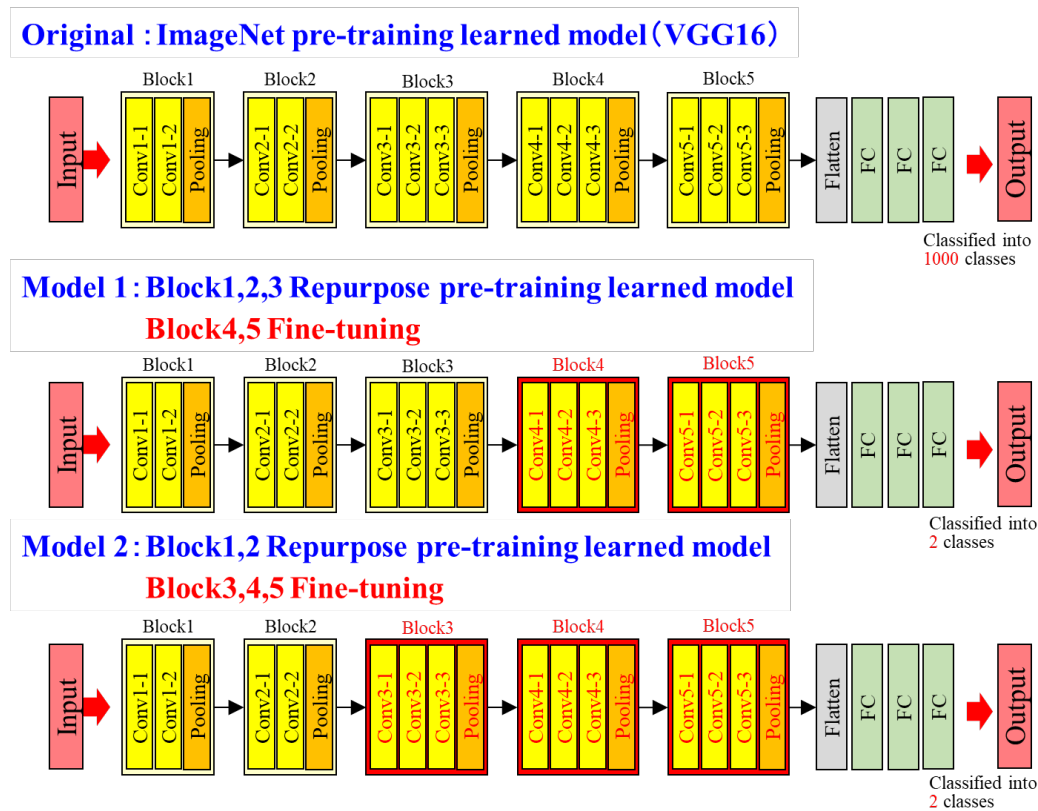 Original : ImageNet pre-training learned model(VGG16)
Block1 Block2 Block3 Block4 Block5
Input Conv1-1 Conv1-2 Pooling Conv2-1 Conv2-2 Pooling Conv3-1 Conv3-2 Conv3-3 Pooling Conv4-1 Conv4-2 Conv4-3 Pooling Conv5-1 Conv5-2 Conv5-3 Pooling Flatten FC FC FC Output
Classified into
1000 classes
Model 1 : Block1,2,3 Repurpose pre-training learned model
Block4,5 Fine-tuning
Block1 Block2 Block3 Block4 Block5
Input Conv1-1 Conv1-2 Pooling Conv2-1 Conv2-2 Pooling Conv3-1 Conv3-2 Conv3-3 Pooling Conv4-1 Conv4-2 Conv4-3 Pooling Conv5-1 Conv5-2 Conv5-3 Pooling Flatten FC FC FC Output
Classified into
2 classes
Model 2 : Block1,2 Repurpose pre-training learned model
Block3,4,5 Fine-tuning
Block1 Block2 Block3 Block4 Block5
Input Conv1-1 Conv1-2 Pooling Conv2-1 Conv2-2 Pooling Conv3-1 Conv3-2 Conv3-3 Pooling Conv4-1 Conv4-2 Conv4-3 Pooling Conv5-1 Conv5-2 Conv5-3 Pooling Flatten FC FC FC Output
Classified into
2 classes